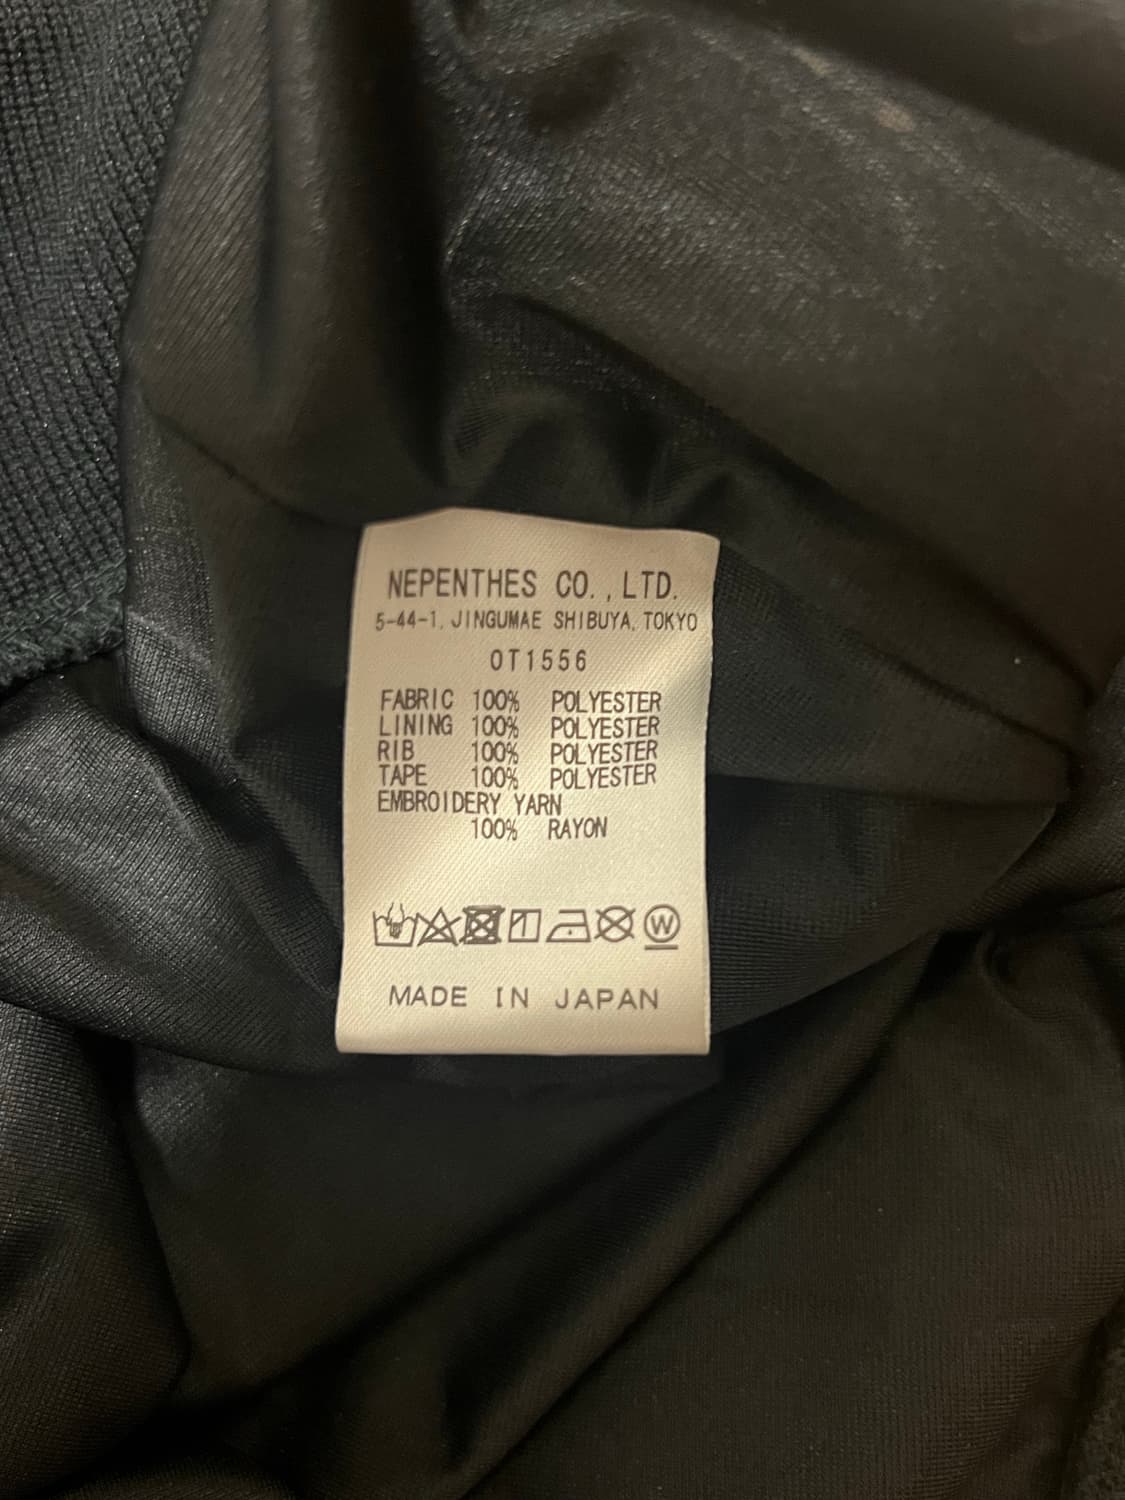 NEPENTHES CO.,LTD.
5-44-1, JINGUMAE SHIBUYA, TOKYO
OT1556
FABRIC 100% POLYESTER
LINING 100% POLYESTER
RIB 100% POLYESTER
TAPE 100% POLYESTER
EMBROIDERY YARN
100% RAYON
W
MADE IN JAPAN